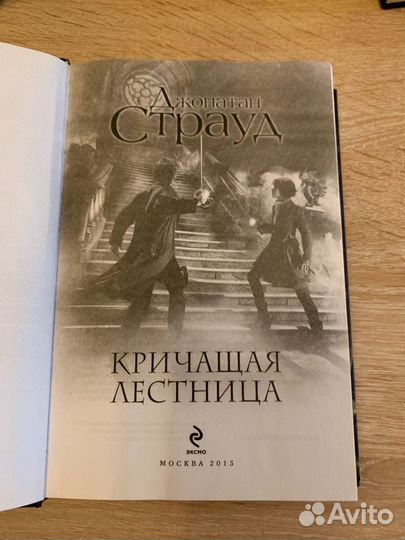 Джонатан
Страуд
КРИЧАЩАЯ
ЛЕСТНИЦА
ЭКСМО
МОСКВА 2015
Avito